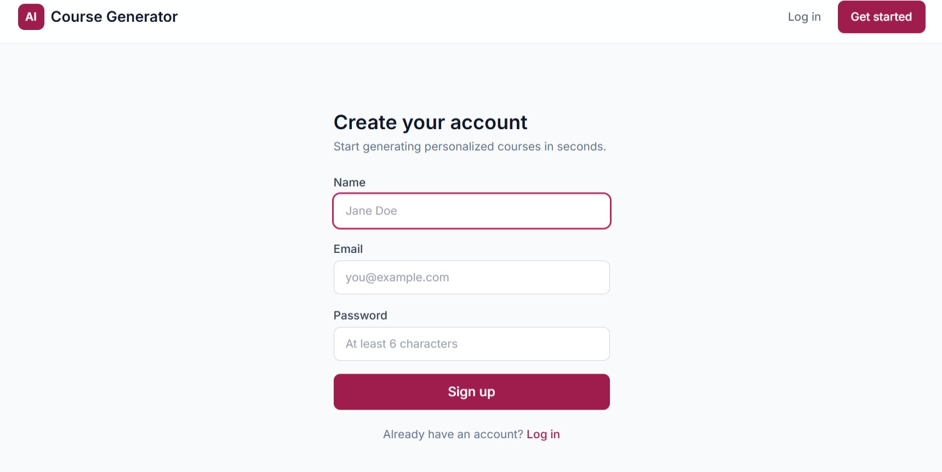 AI Course Generator
Log in
Get started
Create your account
Start generating personalized courses in seconds.
Name
Jane Doe
Email
you@example.com
Password
At least 6 characters
Sign up
Already have an account? Log in